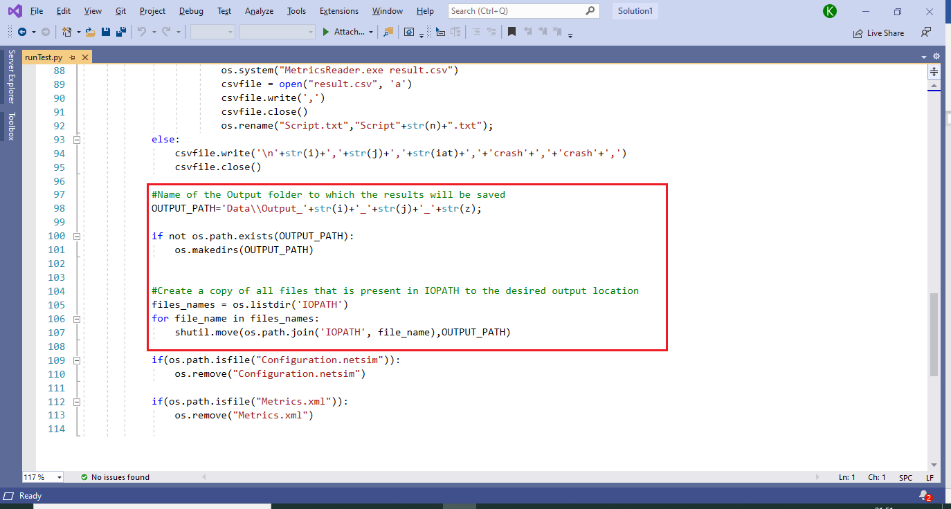 File Edit View Git Project Debug Test Analyze Tools Extensions Window Help Search (Ctrl+Q) Solution1 K
Attach... Live Share
Server Explorer
Toolbox
runTest.py
88 os.system("MetricsReader.exe result.csv")
89 csvfile = open("result.csv", 'a')
90 csvfile.write(',')
91 csvfile.close()
92 os.rename("Script.txt","Script"+str(n)+".txt");
93 else:
94 csvfile.write('\n'+str(i)+','+str(j)+','+str(iat)+','+'crash'+','+'crash'+',')
95 csvfile.close()
96
97 #Name of the Output folder to which the results will be saved
98 OUTPUT_PATH='Data\\Output_'+str(i)+'_'+str(j)+'_'+str(z);
99
100 if not os.path.exists(OUTPUT_PATH):
101 os.makedirs(OUTPUT_PATH)
102
103
104 #Create a copy of all files that is present in IOPATH to the desired output location
105 files_names = os.listdir('IOPATH')
106 for file_name in files_names:
107 shutil.move(os.path.join('IOPATH', file_name),OUTPUT_PATH)
108
109 if(os.path.isfile("Configuration.netsim")):
110 os.remove("Configuration.netsim")
111
112 if(os.path.isfile("Metrics.xml")):
113 os.remove("Metrics.xml")
114
117 % No issues found Ln: 1 Ch: 1 SPC LF
Ready 2